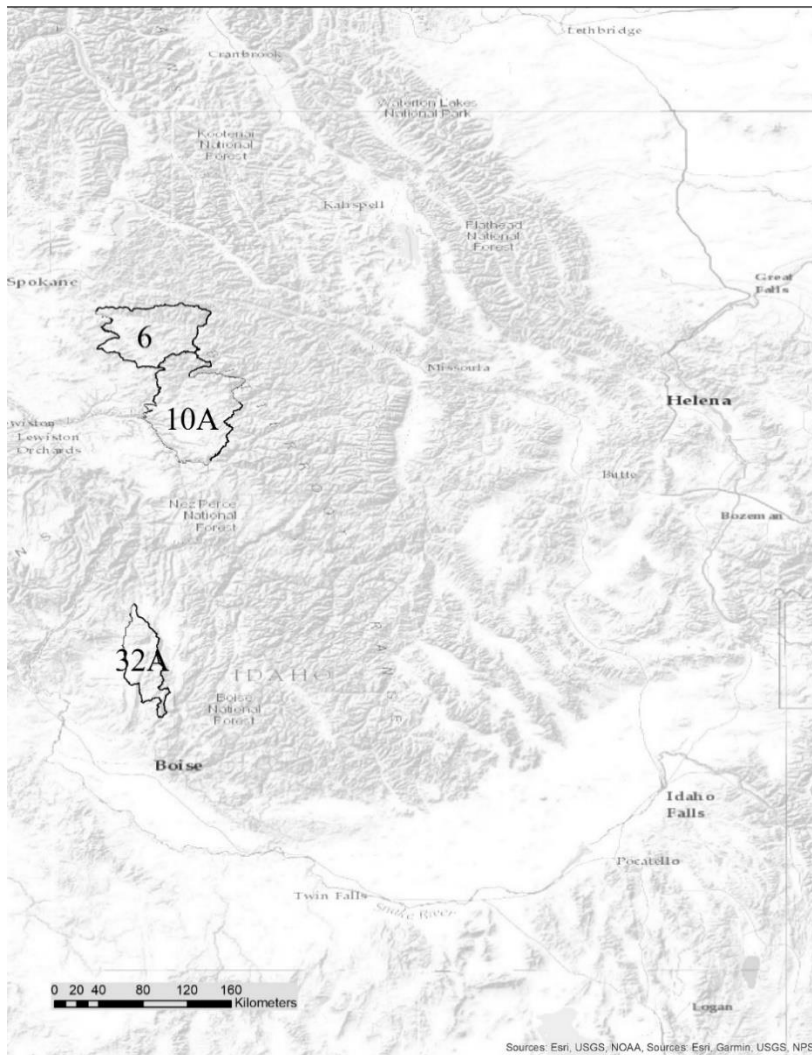 Lethbridge
Cranbrook
Waterton Lakes
National Park
Kootenai
National
Forest
Kalispell
Flathead
National
Forest
Spokane
Great
Falls
6
Missoula
Helena
10A
ewiston
Lewiston
Orchards
Butte
Nez Perce
National
Forest
Bozeman
32A
IDAHO
Boise
National
Forest
Boise
Idaho
Falls
Pocatello
Twin Falls
Snake River
0 20 40 80 120 160
Kilometers
Logan
Sources: Esri, USGS, NOAA, Sources: Esri, Garmin, USGS, NPS